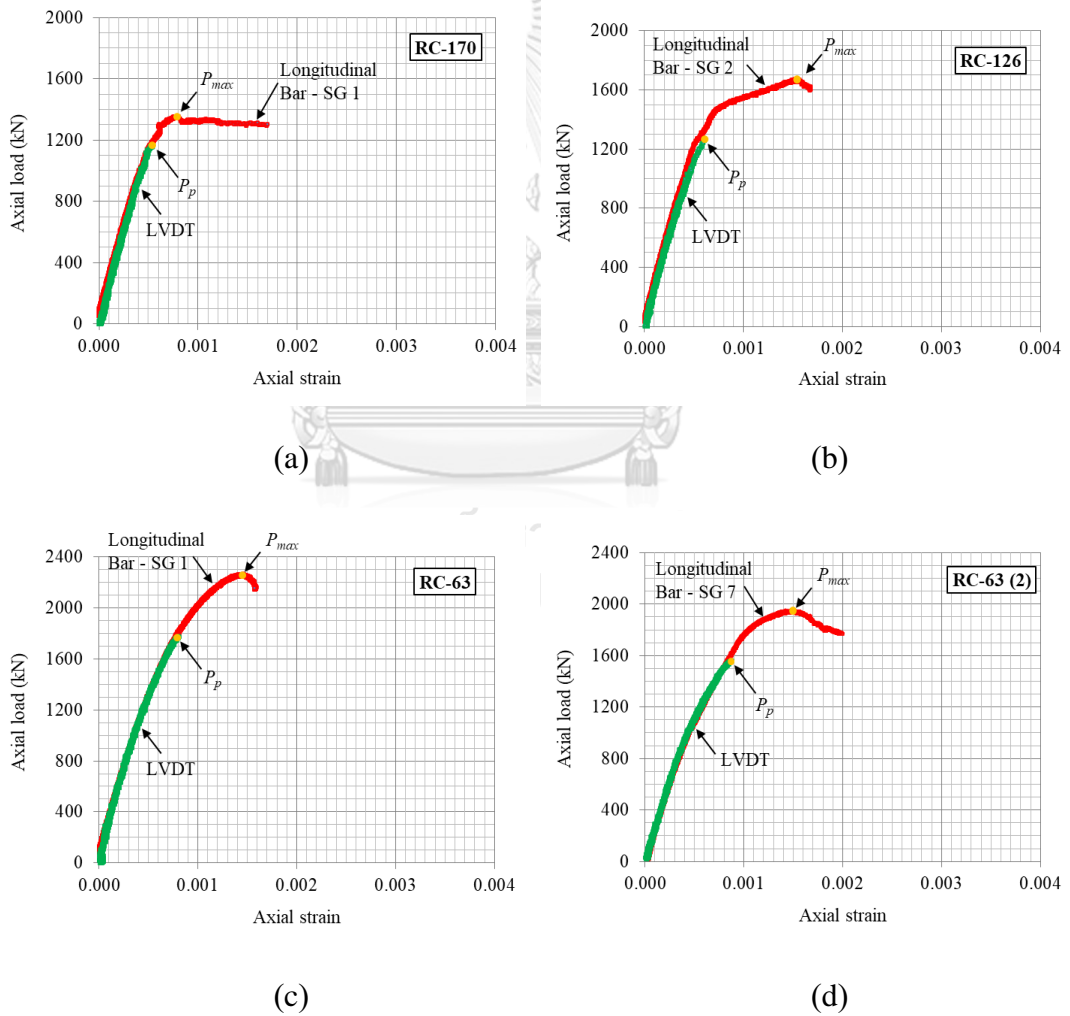 2000
1600
1200
800
400
0
Axial load (kN)
RC-170
Longitudinal
Bar - SG 1
Pmax
Pp
LVDT
0.000 0.001 0.002 0.003 0.004
Axial strain
(a)
2000
1600
1200
800
400
0
Axial load (kN)
RC-126
Longitudinal
Bar - SG 2
Pmax
Pp
LVDT
0.000 0.001 0.002 0.003 0.004
Axial strain
(b)
2400
2000
1600
1200
800
400
0
Axial load (kN)
RC-63
Longitudinal
Bar - SG 1
Pmax
Pp
LVDT
0.000 0.001 0.002 0.003 0.004
Axial strain
(c)
2400
2000
1600
1200
800
400
0
Axial load (kN)
RC-63 (2)
Longitudinal
Bar - SG 7
Pmax
Pp
LVDT
0.000 0.001 0.002 0.003 0.004
Axial strain
(d)